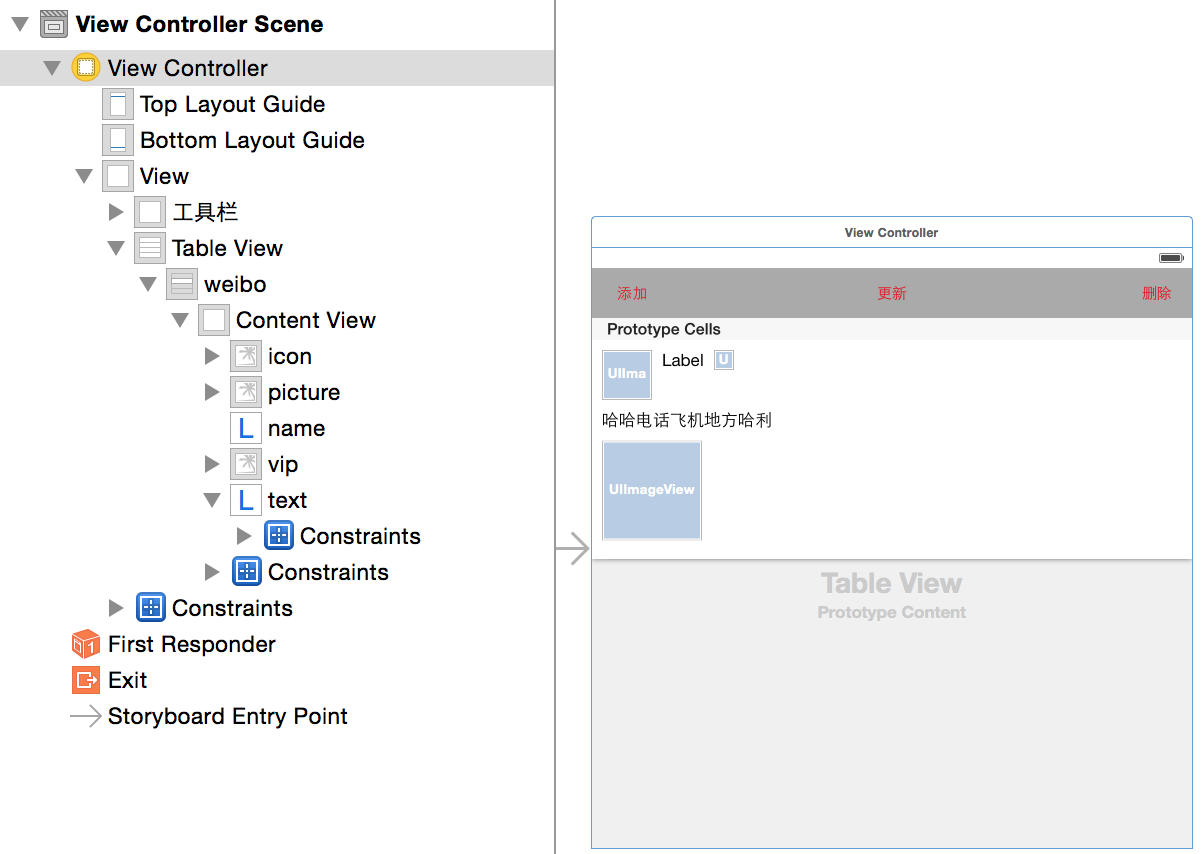 View Controller Scene
View Controller
Top Layout Guide
Bottom Layout Guide
View
工具栏
Table View
weibo
Content View
icon
picture
L name
vip
L text
Constraints
Constraints
Constraints
1 First Responder
Exit
Storyboard Entry Point
View Controller
添加 更新 删除
Prototype Cells
UIIma Label U
哈哈电话飞机地方哈利
UIImageView
Table View
Prototype Content